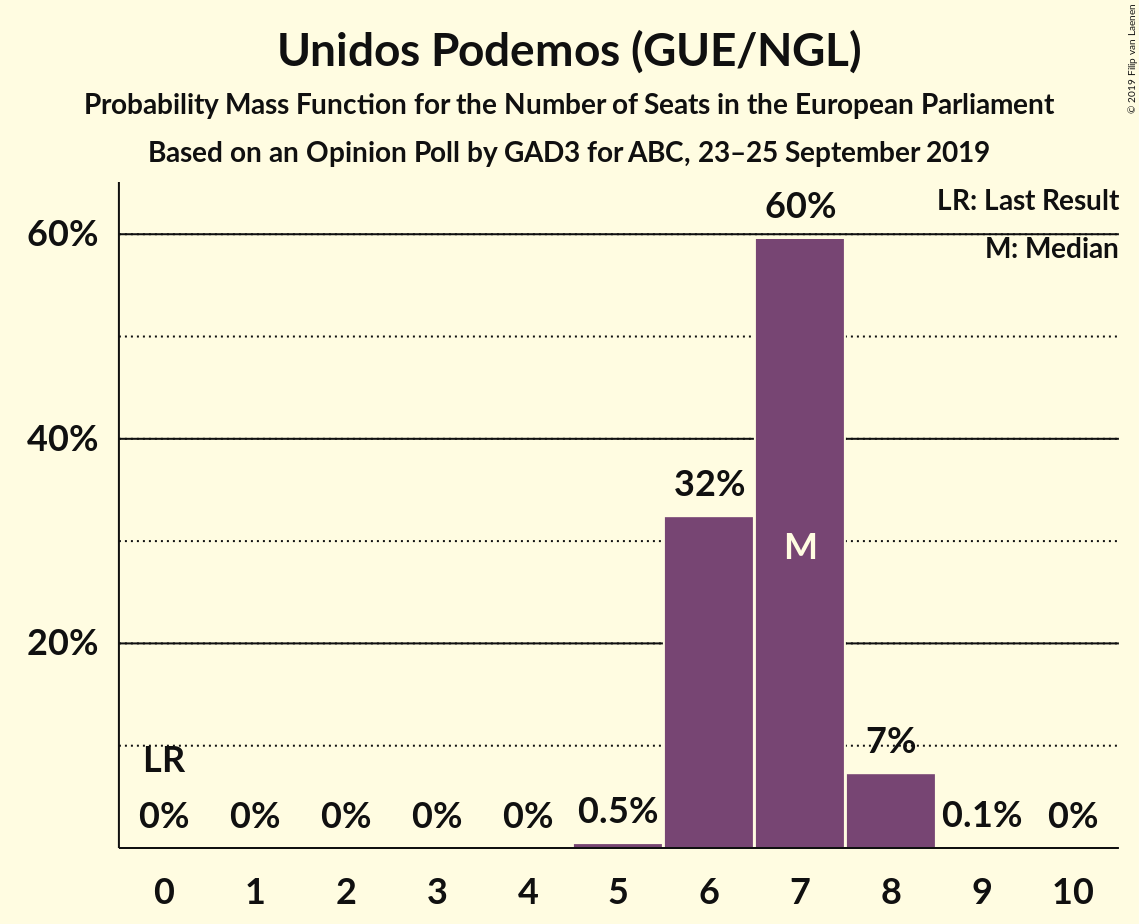 Unidos Podemos (GUE/NGL)
Probability Mass Function for the Number of Seats in the European Parliament
Based on an Opinion Poll by GAD3 for ABC, 23–25 September 2019
© 2019 Filip van Laenen
LR: Last Result
M: Median
60%
40%
20%
LR
0%
0%
0%
0%
0%
0.5%
32%
60%
M
7%
0.1%
0%
0 1 2 3 4 5 6 7 8 9 10